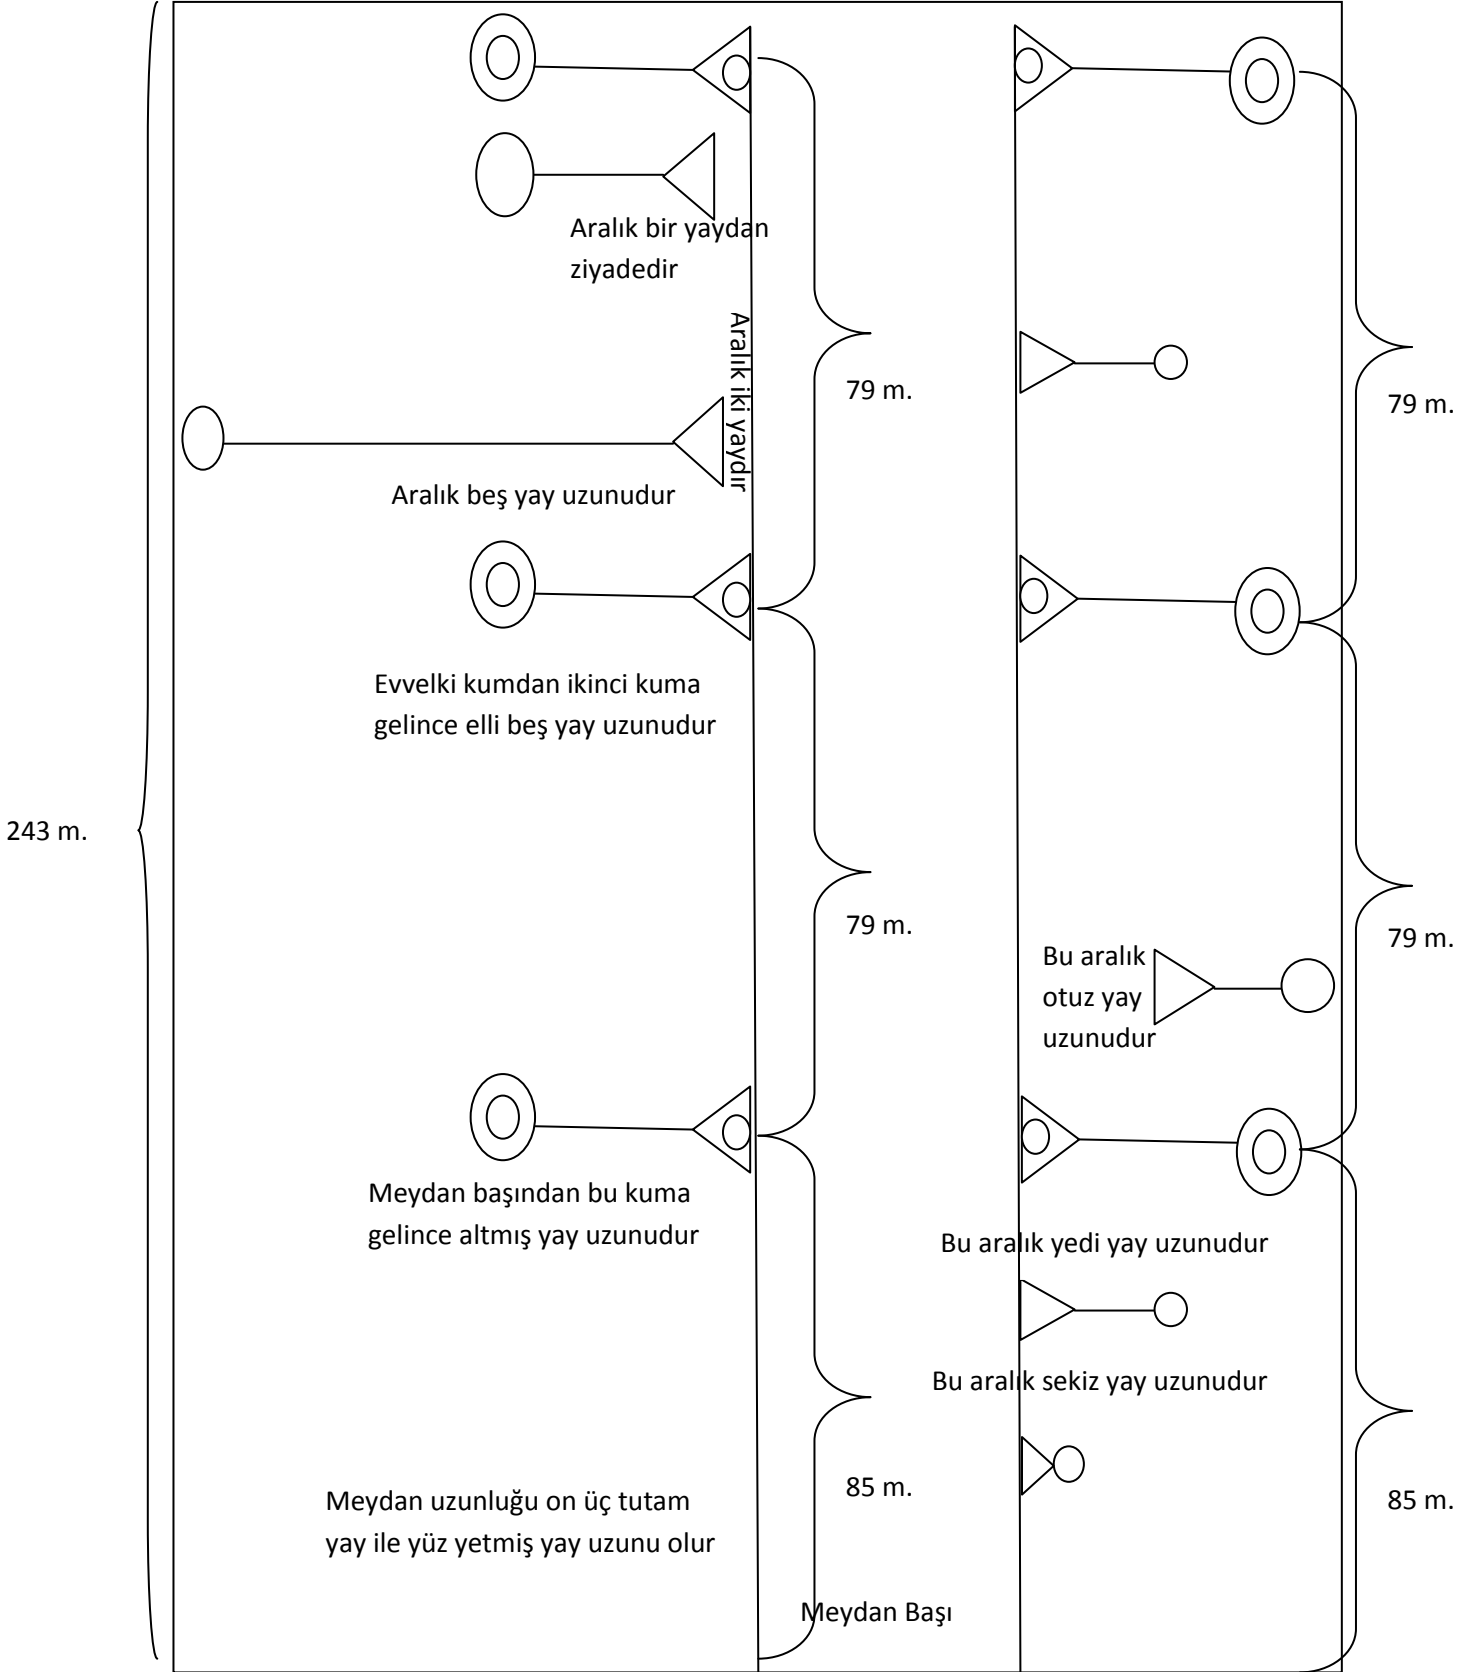 Aralık bir yaydan
ziyadedir
Aralık iki yaydır
79 m.
79 m.
Aralık beş yay uzunudur
Evvelki kumdan ikinci kuma
gelince elli beş yay uzunudur
243 m.
79 m.
79 m.
Bu aralık
otuz yay
uzunudur
Meydan başından bu kuma
gelince altmış yay uzunudur
Bu aralık yedi yay uzunudur
Bu aralık sekiz yay uzunudur
85 m.
85 m.
Meydan uzunluğu on üç tutam
yay ile yüz yetmiş yay uzunu olur
Meydan Başı